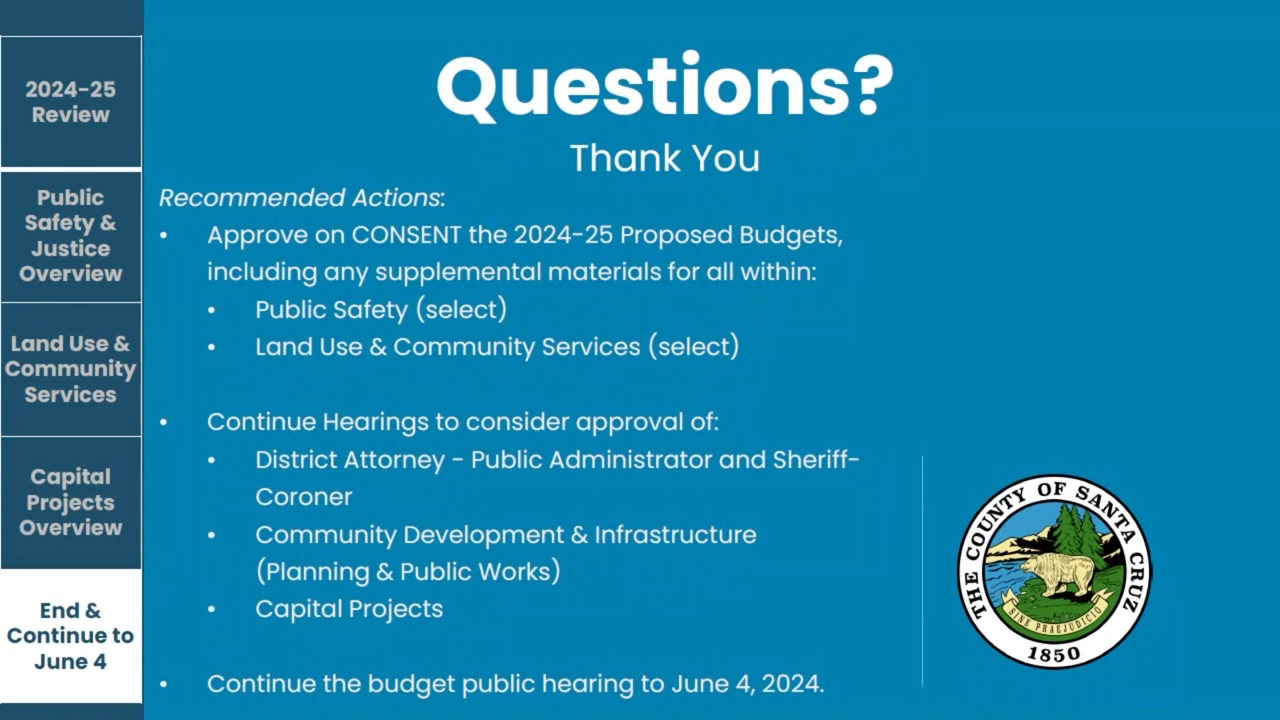 2024-25
Review
Public
Safety &
Justice
Overview
Land Use &
Community
Services
Capital
Projects
Overview
End &
Continue to
June 4
Questions?
Thank You
Recommended Actions:
• Approve on CONSENT the 2024-25 Proposed Budgets,
including any supplemental materials for all within:
• Public Safety (select)
• Land Use & Community Services (select)
• Continue Hearings to consider approval of:
• District Attorney - Public Administrator and Sheriff-
Coroner
• Community Development & Infrastructure
(Planning & Public Works)
• Capital Projects
• Continue the budget public hearing to June 4, 2024.
THE COUNTY OF SANTA CRUZ
SINE PRAEJUDICIO
1850